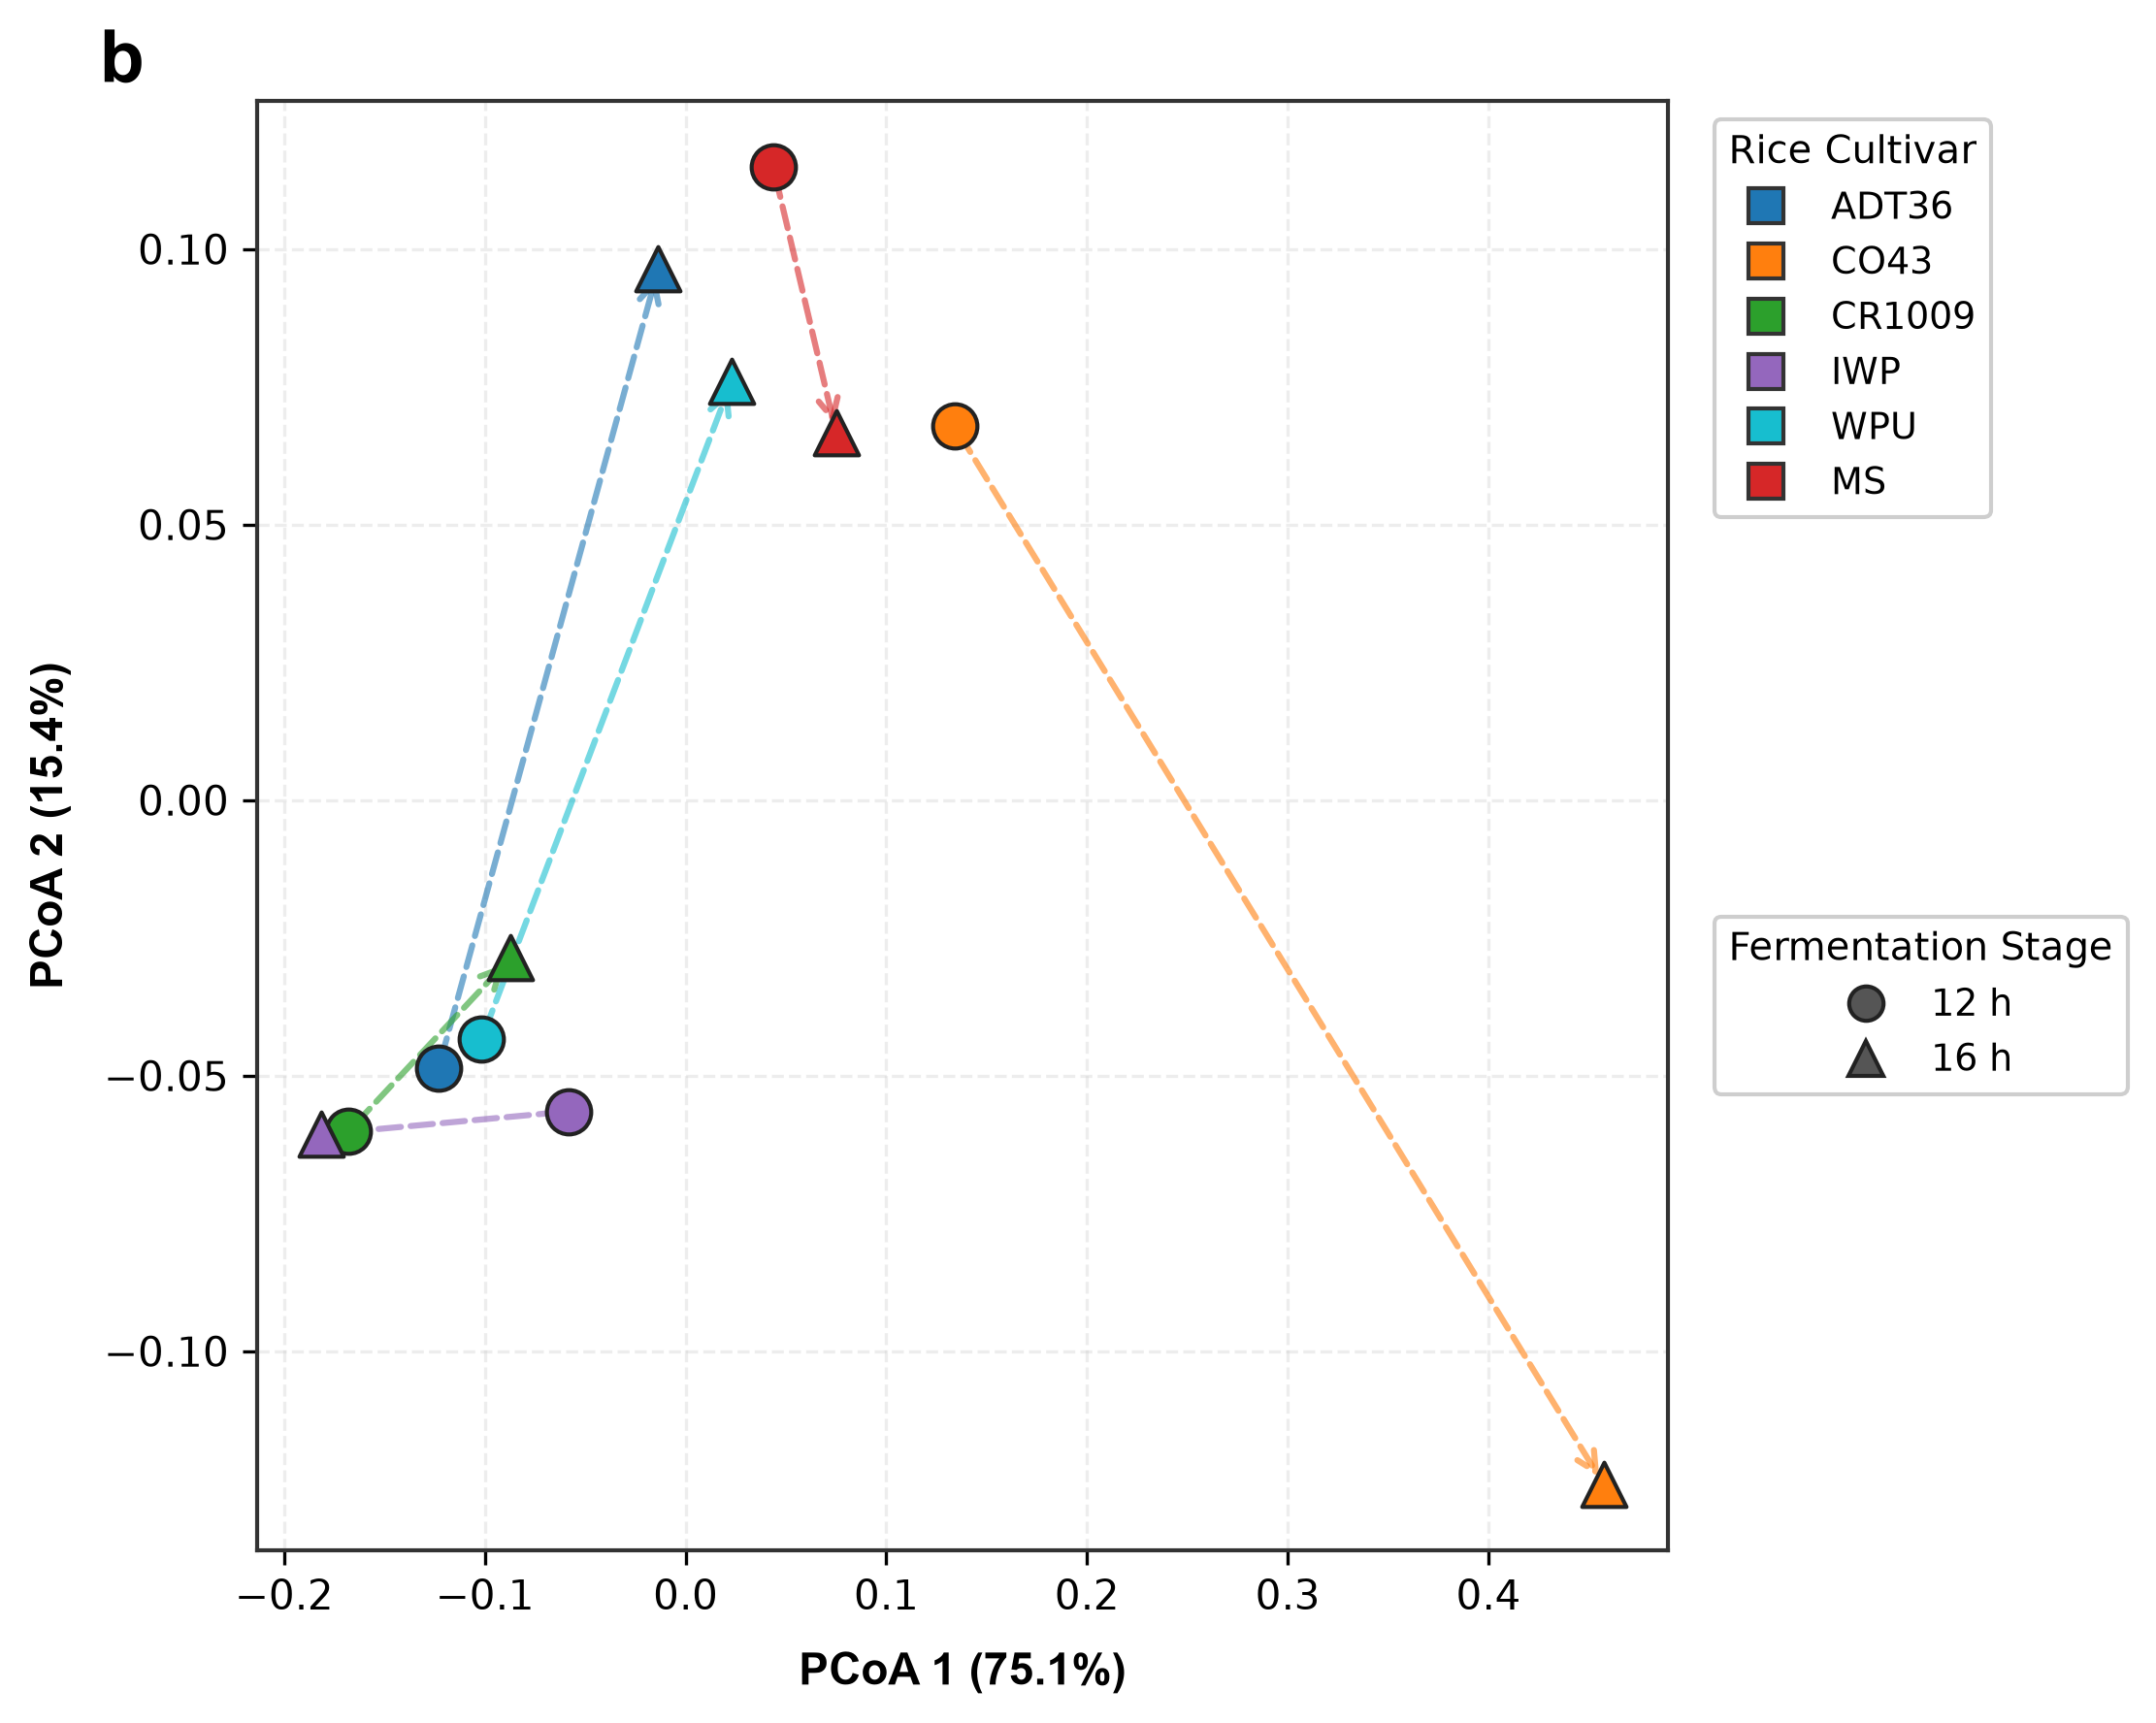 b
PCoA 2 (15.4%)
0.10
0.05
0.00
−0.05
−0.10
−0.2 −0.1 0.0 0.1 0.2 0.3 0.4
PCoA 1 (75.1%)
Rice Cultivar
ADT36
CO43
CR1009
IWP
WPU
MS
Fermentation Stage
12 h
16 h